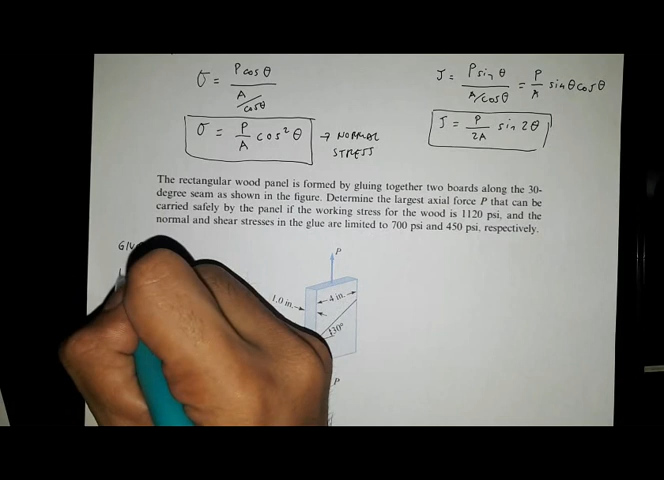 σ = P cos θ / (A / cos θ)
σ = P/A cos² θ → NORMAL STRESS
J = P sin θ / (A/cos θ) = P/A sin θ cos θ
J = P/2A sin 2θ
The rectangular wood panel is formed by gluing together two boards along the 30-
degree seam as shown in the figure. Determine the largest axial force P that can be
carried safely by the panel if the working stress for the wood is 1120 psi, and the
normal and shear stresses in the glue are limited to 700 psi and 450 psi, respectively.
P
1.0 in.
4 in.
30°
P